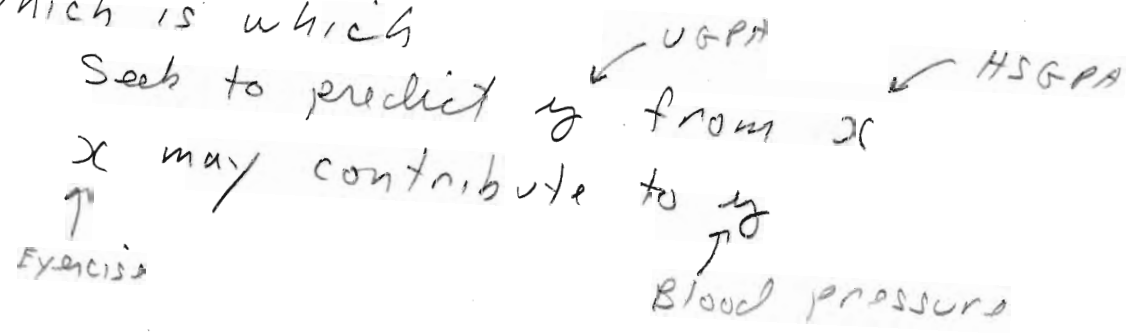 which is which
UGPA
HSGPA
Seek to predict y from x
x may contribute to y
Exercise
Blood pressure